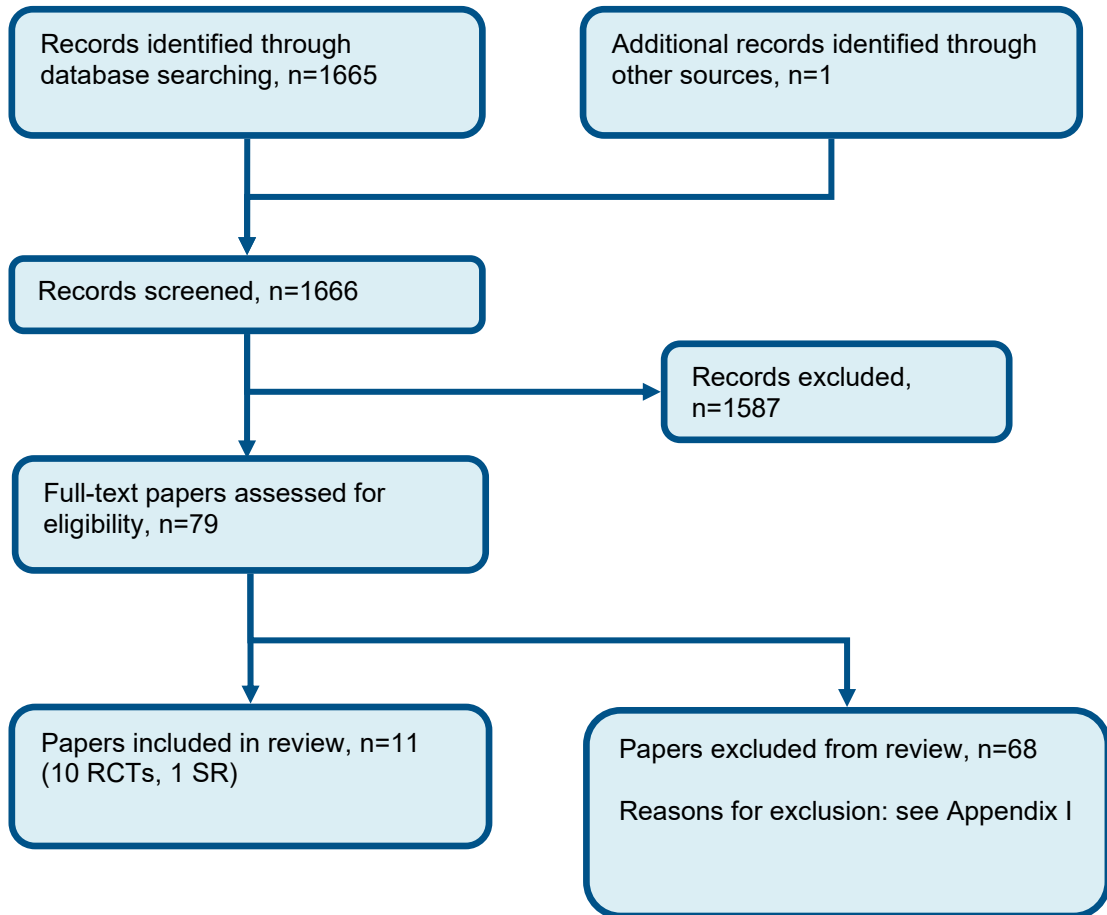 Records identified through
database searching, n=1665
Additional records identified through
other sources, n=1
Records screened, n=1666
Records excluded,
n=1587
Full-text papers assessed for
eligibility, n=79
Papers included in review, n=11
(10 RCTs, 1 SR)
Papers excluded from review, n=68
Reasons for exclusion: see Appendix I